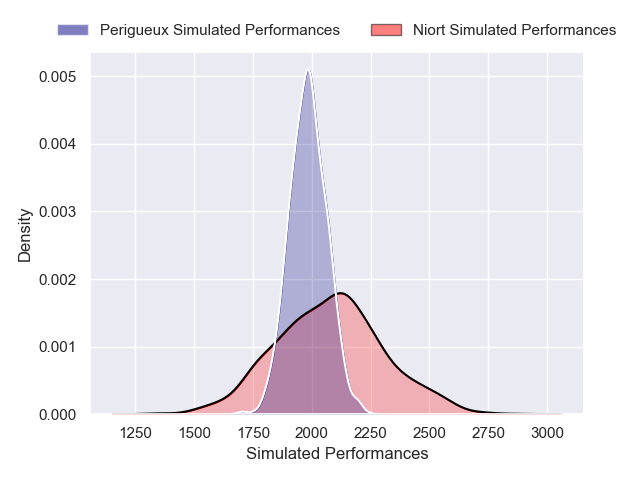 Perigueux Simulated Performances
Niort Simulated Performances
0.005
0.004
0.003
0.002
0.001
0.000
Density
1250 1500 1750 2000 2250 2500 2750 3000
Simulated Performances